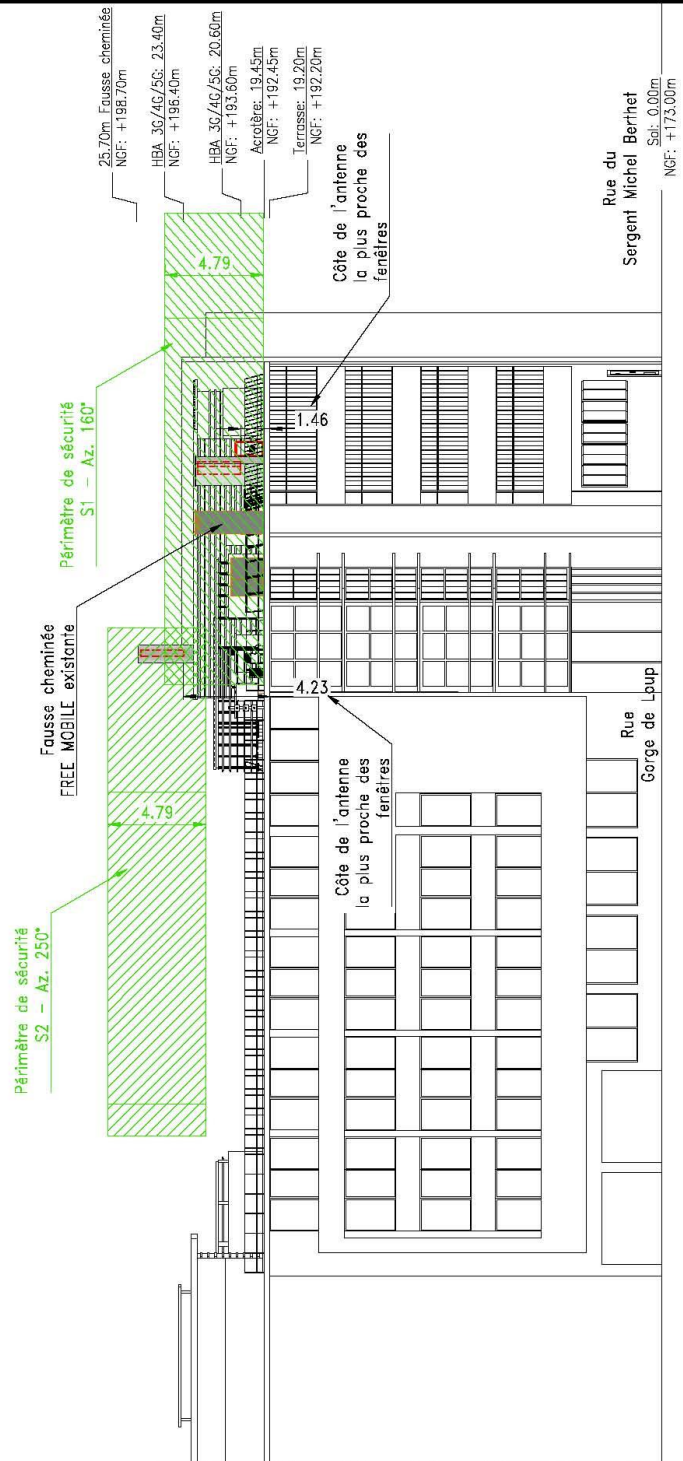 Périmètre de sécurité
S2 – Az. 250°
4.79
Fausse cheminée
FREE MOBILE existante
Périmètre de sécurité
S1 – Az. 160°
4.79
25.70m Fausse cheminée
NGF: +198.70m
HBA 3G/4G/5G: 23.40m
NGF: +196.40m
HBA 3G/4G/5G: 20.60m
NGF: +193.60m
Acrotère: 19.45m
NGF: +192.45m
Terrasse: 19.20m
NGF: +192.20m
1.46
Côte de l'antenne
la plus proche des
fenêtres
4.23
Côte de l'antenne
la plus proche des
fenêtres
Rue
Gorge de Loup
Rue du
Sergent Michel Berthet
Sol: 0.00m
NGF: +173.00m